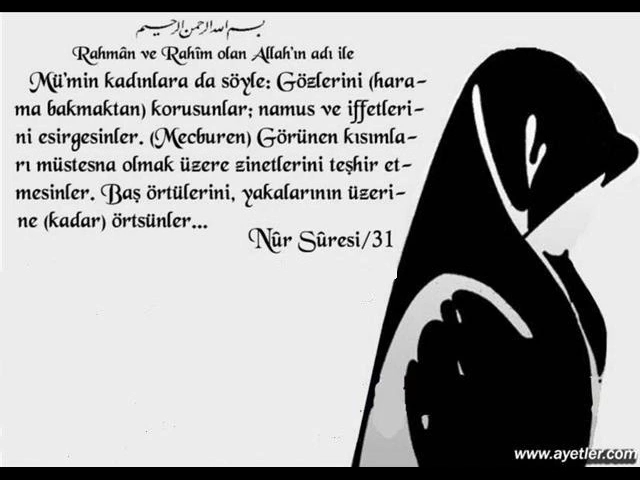 بسم الله الرحمن الرحيم
Rahmân ve Rahîm olan Allah'ın adı ile
Mü'min kadınlara da söyle: Gözlerini (hara-
ma bakmaktan) korusunlar; namus ve iffetleri-
ni esirgesinler. (Mecburen) Görünen kısımla-
rı müstesna olmak üzere zinetlerini teşhir et-
mesinler. Baş örtülerini, yakalarının üzeri-
ne (kadar) örtsünler...
Nûr Sûresi/31
www.ayetler.com